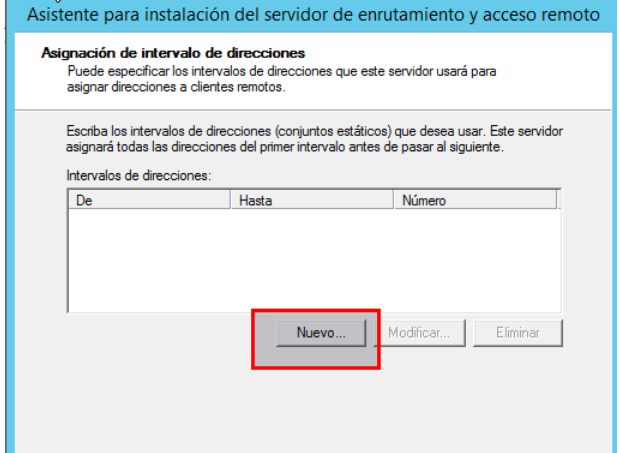 Asistente para instalación del servidor de enrutamiento y acceso remoto
Asignación de intervalo de direcciones
Puede especificar los intervalos de direcciones que este servidor usará para
asignar direcciones a clientes remotos.
Escriba los intervalos de direcciones (conjuntos estáticos) que desea usar. Este servidor
asignará todas las direcciones del primer intervalo antes de pasar al siguiente.
Intervalos de direcciones:
De Hasta Número
Nuevo... Modificar... Eliminar